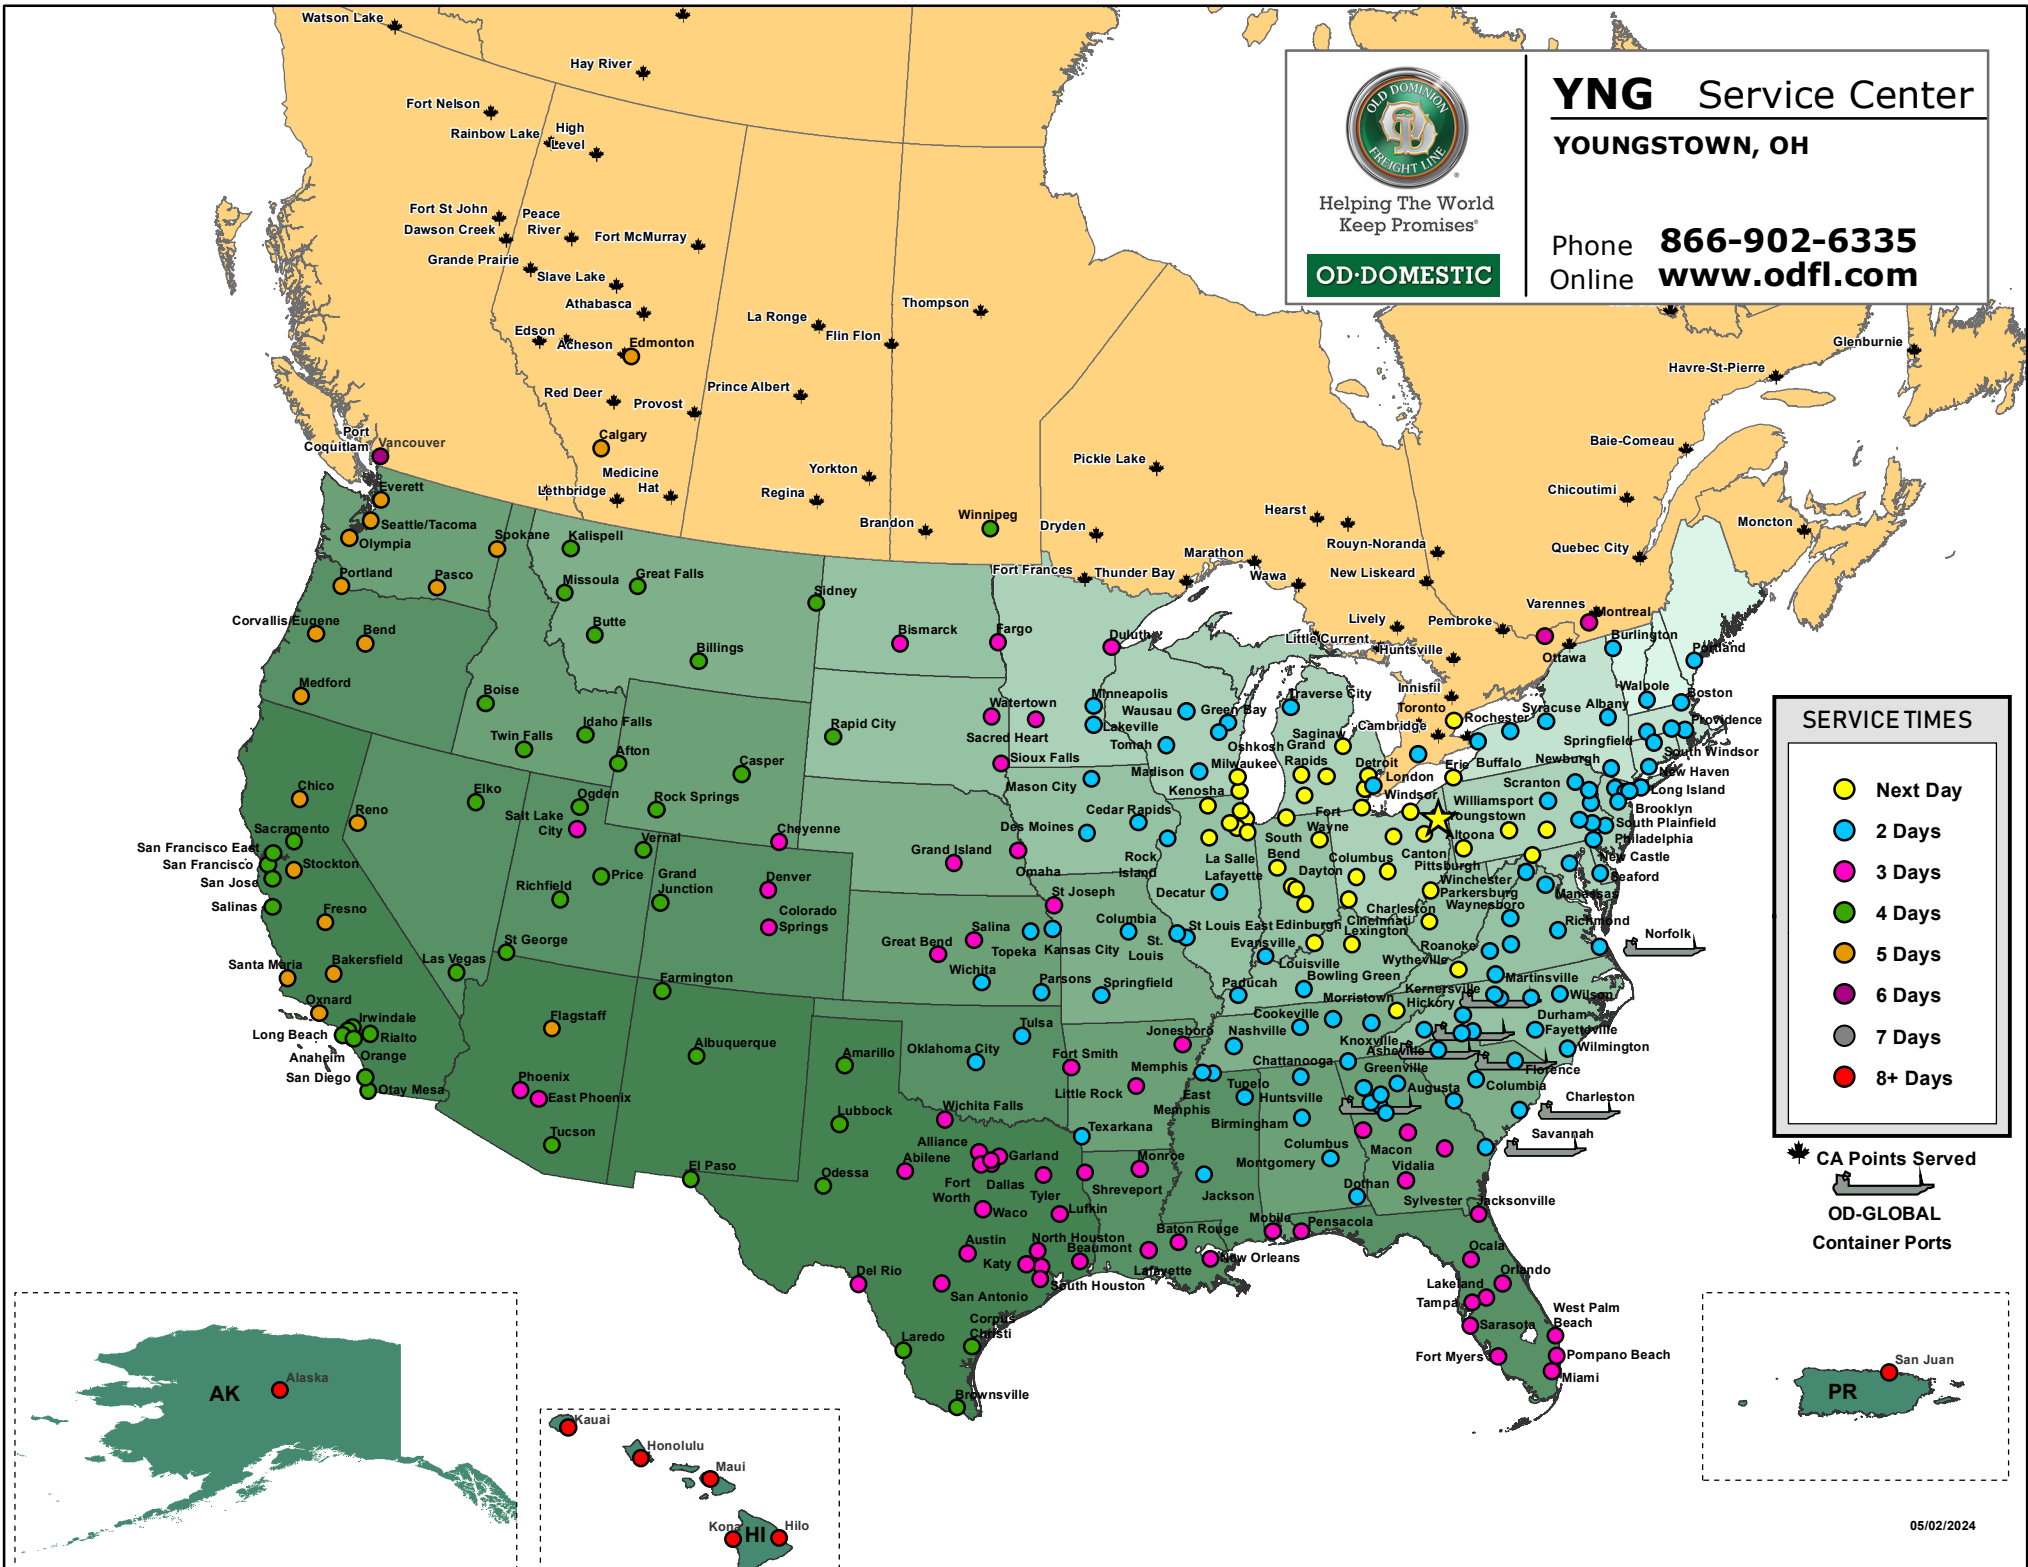 Watson Lake
Hay River
Fort Nelson
Rainbow Lake
High
Level
Fort St John
Dawson Creek
Peace
River
Fort McMurray
Grande Prairie
Slave Lake
Athabasca
Edson
Acheson
Edmonton
La Ronge
Flin Flon
Thompson
Red Deer
Provost
Prince Albert
Calgary
Port
Coquitlam
Vancouver
Medicine
Hat
Lethbridge
Yorkton
Regina
Brandon
Winnipeg
Pickle Lake
Dryden
Hearst
Rouyn-Noranda
Marathon
Fort Frances
Thunder Bay
Wawa
New Liskeard
Lively
Pembroke
Little Current
Huntsville
Varennes
Montreal
Ottawa
Innisfil
Toronto
Cambridge
London
Windsor
Glenburnie
Havre-St-Pierre
Baie-Comeau
Chicoutimi
Quebec City
Moncton
OLD DOMINION
FREIGHT LINE
Helping The World
Keep Promises®
OD·DOMESTIC
YNG Service Center
YOUNGSTOWN, OH
Phone 866-902-6335
Online www.odfl.com
Everett
Seattle/Tacoma
Olympia
Spokane
Portland
Pasco
Corvallis/Eugene
Bend
Medford
Kalispell
Missoula
Great Falls
Butte
Billings
Sidney
Boise
Idaho Falls
Twin Falls
Afton
Casper
Rock Springs
Cheyenne
Chico
Reno
Elko
Ogden
Salt Lake
City
Vernal
Price
Richfield
Grand
Junction
St George
Denver
Colorado
Springs
Sacramento
San Francisco East
San Francisco
Stockton
San Jose
Salinas
Fresno
Santa Maria
Bakersfield
Las Vegas
Oxnard
Irwindale
Long Beach
Rialto
Anaheim
Orange
San Diego
Otay Mesa
Flagstaff
Phoenix
East Phoenix
Tucson
Farmington
Albuquerque
El Paso
Bismarck
Fargo
Duluth
Rapid City
Watertown
Sacred Heart
Sioux Falls
Minneapolis
Lakeville
Wausau
Green Bay
Tomah
Oshkosh
Madison
Milwaukee
Kenosha
Mason City
Cedar Rapids
Des Moines
Rock
Island
Grand Island
Omaha
St Joseph
Salina
Great Bend
Topeka
Kansas City
Wichita
Parsons
Columbia
St.
Louis
St Louis East
Springfield
Decatur
La Salle
Lafayette
South
Bend
Fort
Wayne
Traverse City
Saginaw
Grand
Rapids
Detroit
Erie
Buffalo
Rochester
Syracuse
Albany
Burlington
Portland
Walpole
Boston
Providence
Springfield
South Windsor
New Haven
Newburgh
Long Island
Brooklyn
South Plainfield
Philadelphia
Scranton
Williamsport
Youngstown
Altoona
Canton
Pittsburgh
New Castle
Seaford
Manassas
Winchester
Parkersburg
Waynesboro
Richmond
Norfolk
Columbus
Dayton
Cincinnati
Charleston
Lexington
Edinburgh
Evansville
Louisville
Bowling Green
Paducah
Roanoke
Wytheville
Martinsville
Kernersville
Hickory
Wilson
Durham
Fayetteville
Wilmington
Morristown
Cookeville
Nashville
Knoxville
Asheville
Chattanooga
Greenville
Florence
Columbia
Augusta
Charleston
Savannah
Jonesboro
Memphis
East
Memphis
Tupelo
Huntsville
Birmingham
Columbus
Macon
Montgomery
Vidalia
Dothan
Sylvester
Jackson
Tulsa
Oklahoma City
Fort Smith
Little Rock
Amarillo
Lubbock
Wichita Falls
Texarkana
Alliance
Abilene
Garland
Dallas
Fort
Worth
Tyler
Monroe
Shreveport
Odessa
Waco
Lufkin
Austin
North Houston
Beaumont
Katy
South Houston
San Antonio
Del Rio
Corpus
Christi
Laredo
Brownsville
Baton Rouge
Lafayette
New Orleans
Mobile
Pensacola
Jacksonville
Ocala
Orlando
Lakeland
Tampa
Sarasota
West Palm
Beach
Fort Myers
Pompano Beach
Miami
SERVICE TIMES
Next Day
2 Days
3 Days
4 Days
5 Days
6 Days
7 Days
8+ Days
CA Points Served
OD-GLOBAL
Container Ports
AK
Alaska
Kauai
Honolulu
Maui
Kona
HI
Hilo
San Juan
PR
05/02/2024